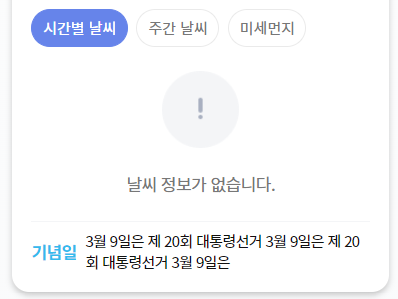 시간별 날씨 주간 날씨 미세먼지
날씨 정보가 없습니다.
기념일 3월 9일은 제 20회 대통령선거 3월 9일은 제 20
회 대통령선거 3월 9일은